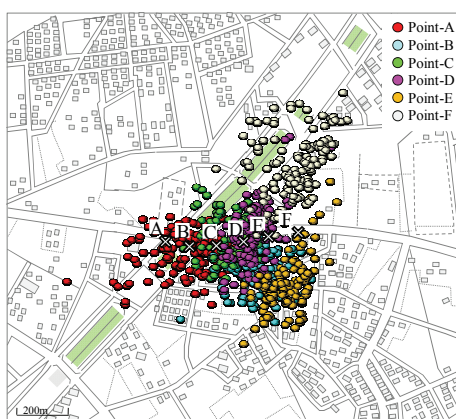 Point-A
Point-B
Point-C
Point-D
Point-E
Point-F
A B C D E F
200m